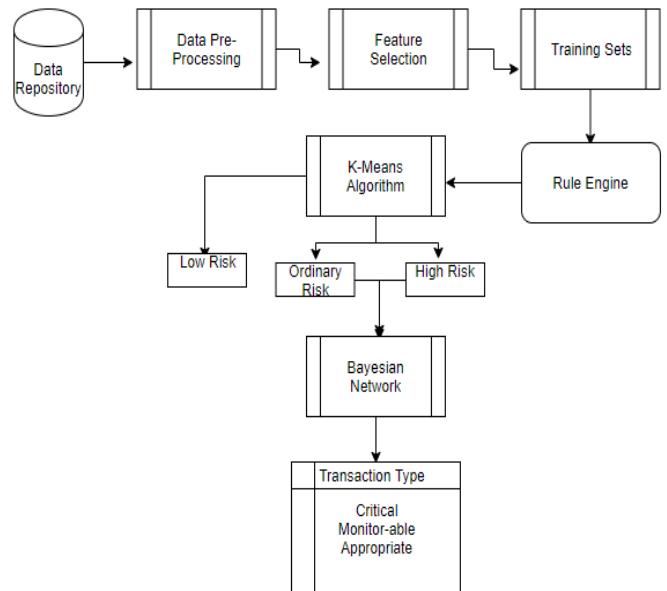 Data
Repository
Data Pre-
Processing
Feature
Selection
Training Sets
K-Means
Algorithm
Rule Engine
Low Risk
Ordinary
Risk
High Risk
Bayesian
Network
Transaction Type
Critical
Monitor-able
Appropriate